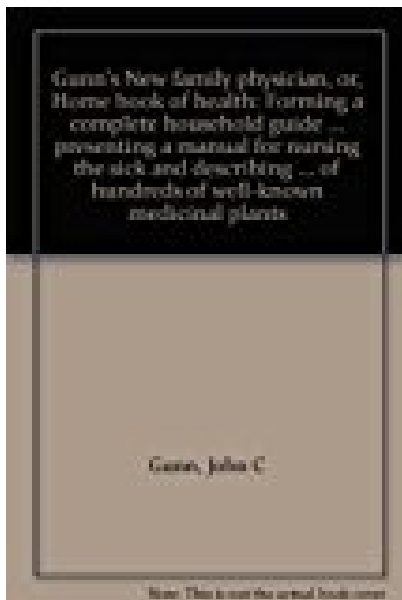 Gunn's New family physician, or,
Home book of health: Forming a
complete household guide ...
presenting a manual for nursing
the sick and describing ... of
hundreds of well-known
medicinal plants
Gunn, John C
Note: This is not the actual book cover